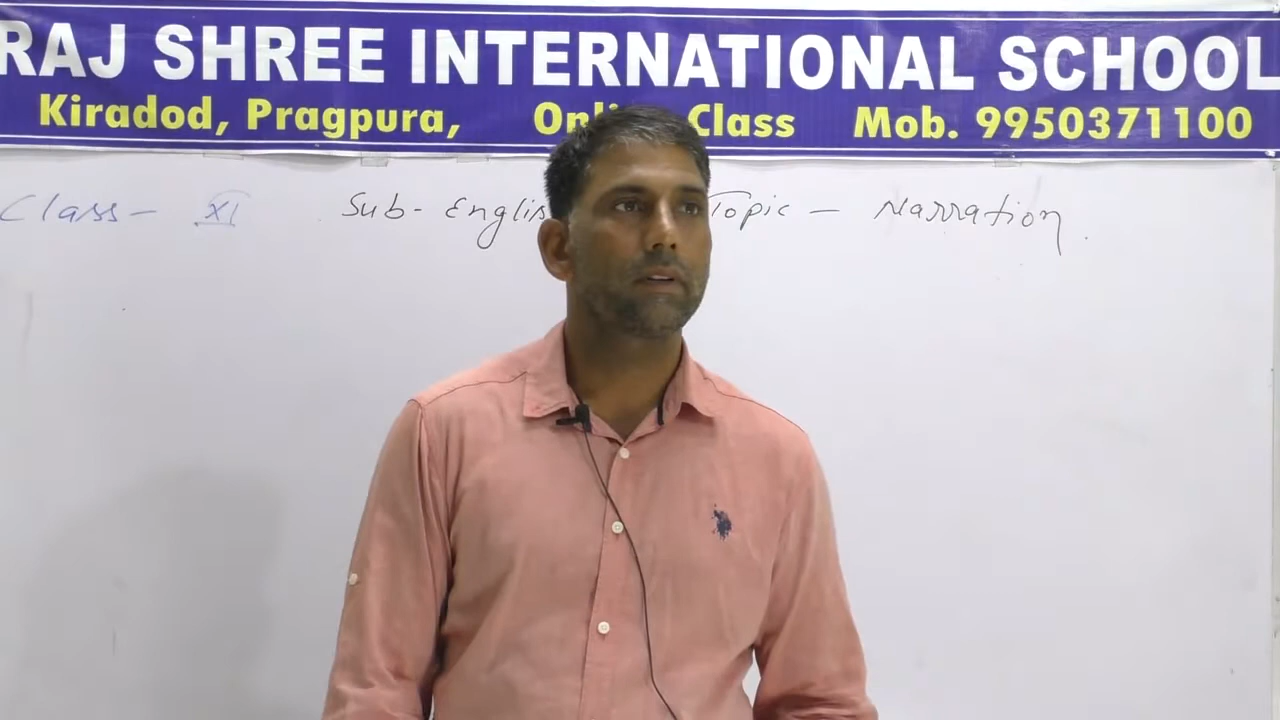 RAJ SHREE INTERNATIONAL SCHOOL
Kiradod, Pragpura, Class Mob. 9950371100
Class - XI Sub - Topic - Narration.